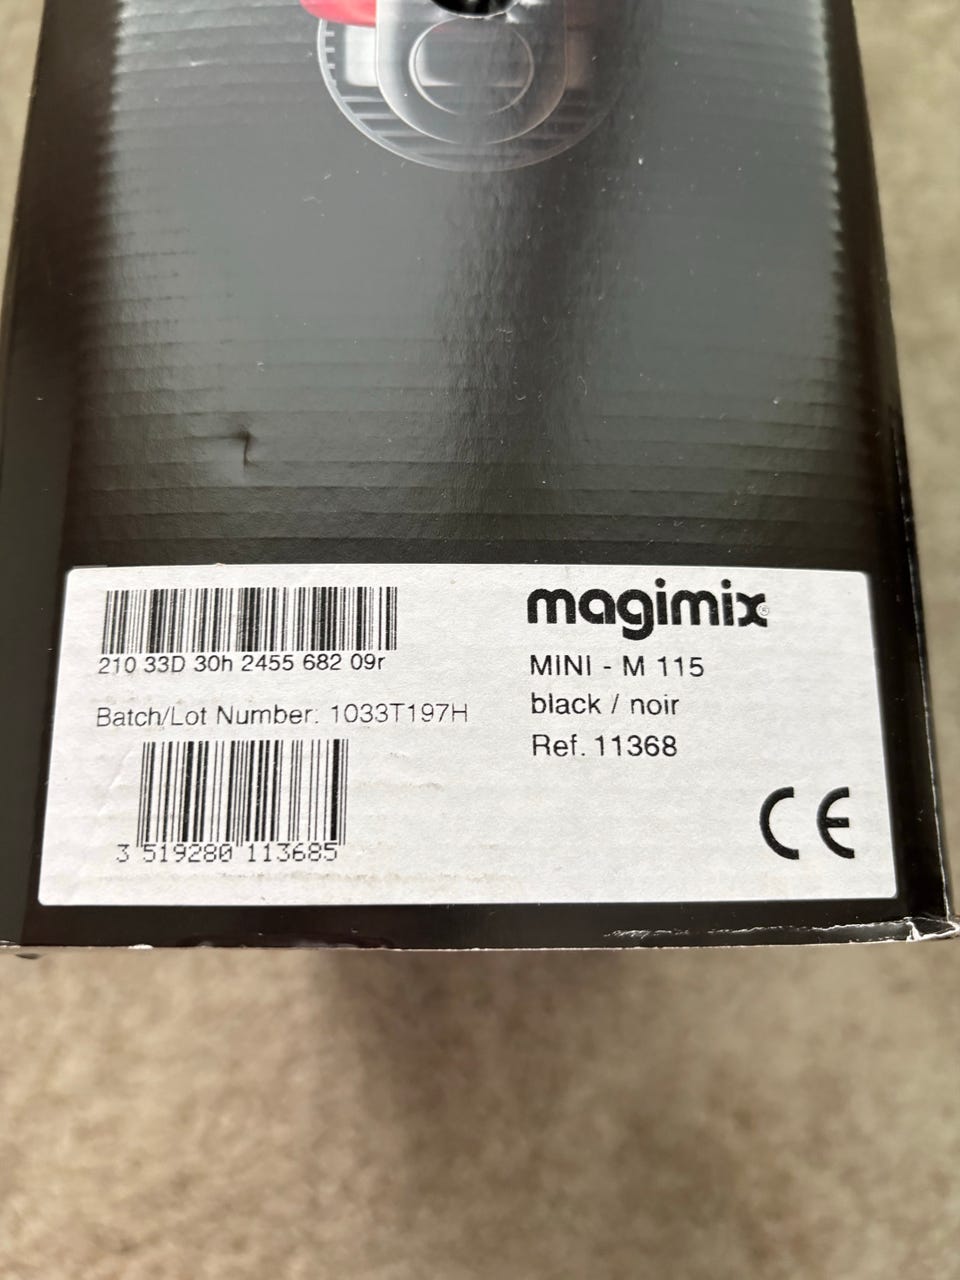 210 33D 30h 2455 682 09r
Batch/Lot Number: 1033T197H
3 519280 113685
magimix®
MINI - M 115
black / noir
Ref. 11368
CE